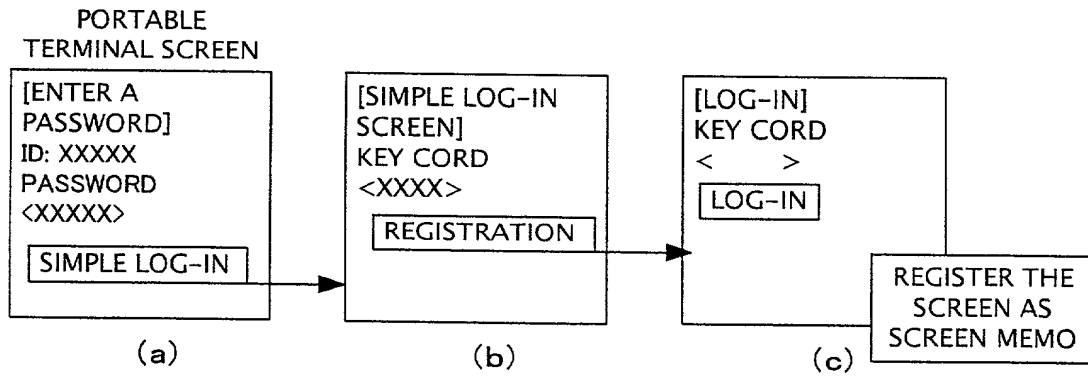 PORTABLE
TERMINAL SCREEN
[ENTER A
PASSWORD]
ID: XXXXX
PASSWORD
<XXXXX>
SIMPLE LOG-IN
(a)
[SIMPLE LOG-IN
SCREEN]
KEY CORD
<XXXX>
REGISTRATION
(b)
[LOG-IN]
KEY CORD
< >
LOG-IN
REGISTER THE
SCREEN AS
SCREEN MEMO
(c)